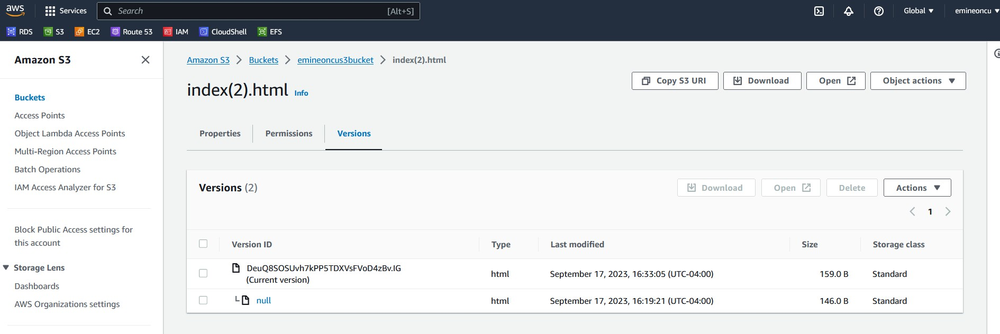 aws Services Search [Alt+S] Global emineoncu
RDS S3 EC2 Route 53 IAM CloudShell EFS
Amazon S3
Buckets
Access Points
Object Lambda Access Points
Multi-Region Access Points
Batch Operations
IAM Access Analyzer for S3
Block Public Access settings for
this account
Storage Lens
Dashboards
AWS Organizations settings
Amazon S3 Buckets emineoncus3bucket index(2).html
index(2).html Info
Copy S3 URI Download Open Object actions
Properties Permissions Versions
Versions (2)
Download Open Delete Actions
1
Version ID Type Last modified Size Storage class
DeuQ8SOSUvh7kPP5TDXVsFVoD4zBv.IG
(Current version) html September 17, 2023, 16:33:05 (UTC-04:00) 159.0 B Standard
null html September 17, 2023, 16:19:21 (UTC-04:00) 146.0 B Standard